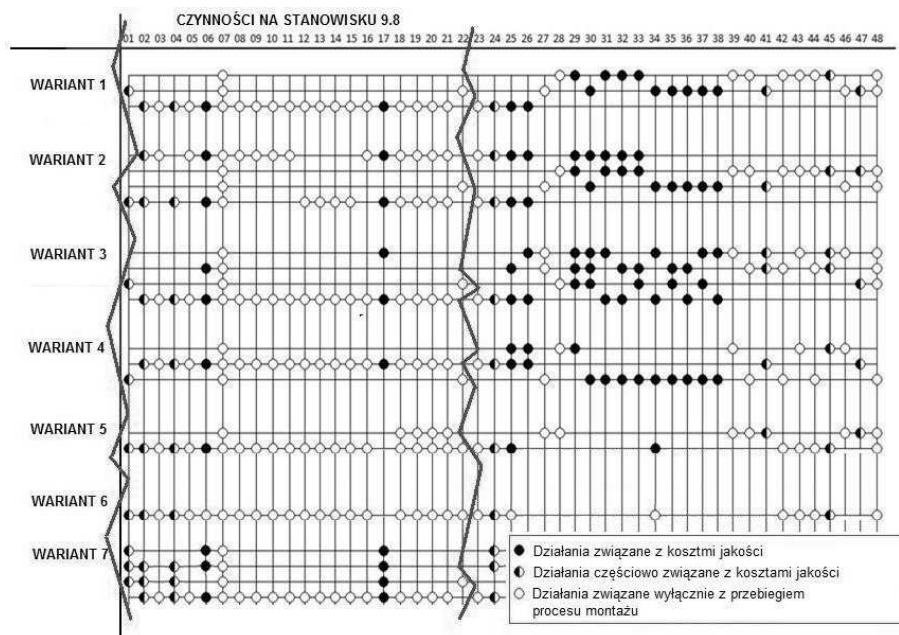 CZYNNOŚCI NA STANOWISKU 9.8
01 02 03 04 05 06 07 08 09 10 11 12 13 14 15 16 17 18 19 20 21 22 23 24 25 26 27 28 29 30 31 32 33 34 35 36 37 38 39 40 41 42 43 44 45 46 47 48
WARIANT 1
WARIANT 2
WARIANT 3
WARIANT 4
WARIANT 5
WARIANT 6
WARIANT 7
Działania związane z kosztmi jakości
Działania częściowo związane z kosztami jakości
Działania związane wyłącznie z przebiegiem
procesu montażu